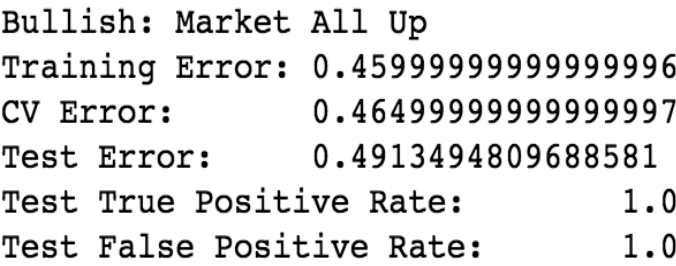 Bullish: Market All Up
Training Error: 0.45999999999999996
CV Error: 0.46499999999999997
Test Error: 0.4913494809688581
Test True Positive Rate: 1.0
Test False Positive Rate: 1.0